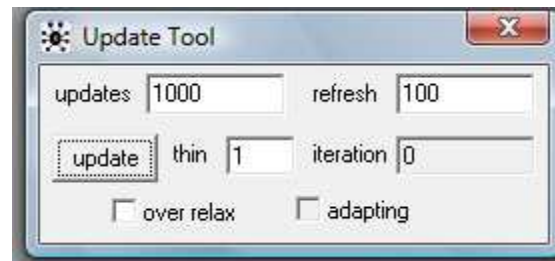 Update Tool
updates 1000 refresh 100
update thin 1 iteration 0
over relax adapting